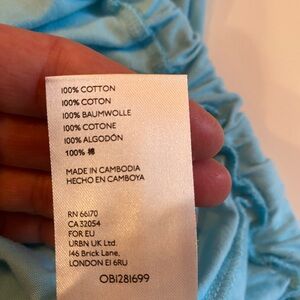 100% COTTON
100% COTON
100% BAUMWOLLE
100% COTONE
100% ALGODÓN
100% 棉
MADE IN CAMBODIA
HECHO EN CAMBOYA
RN 66170
CA 32054
FOR EU
URBN UK Ltd.
146 Brick Lane,
LONDON E1 6RU
OB1281699